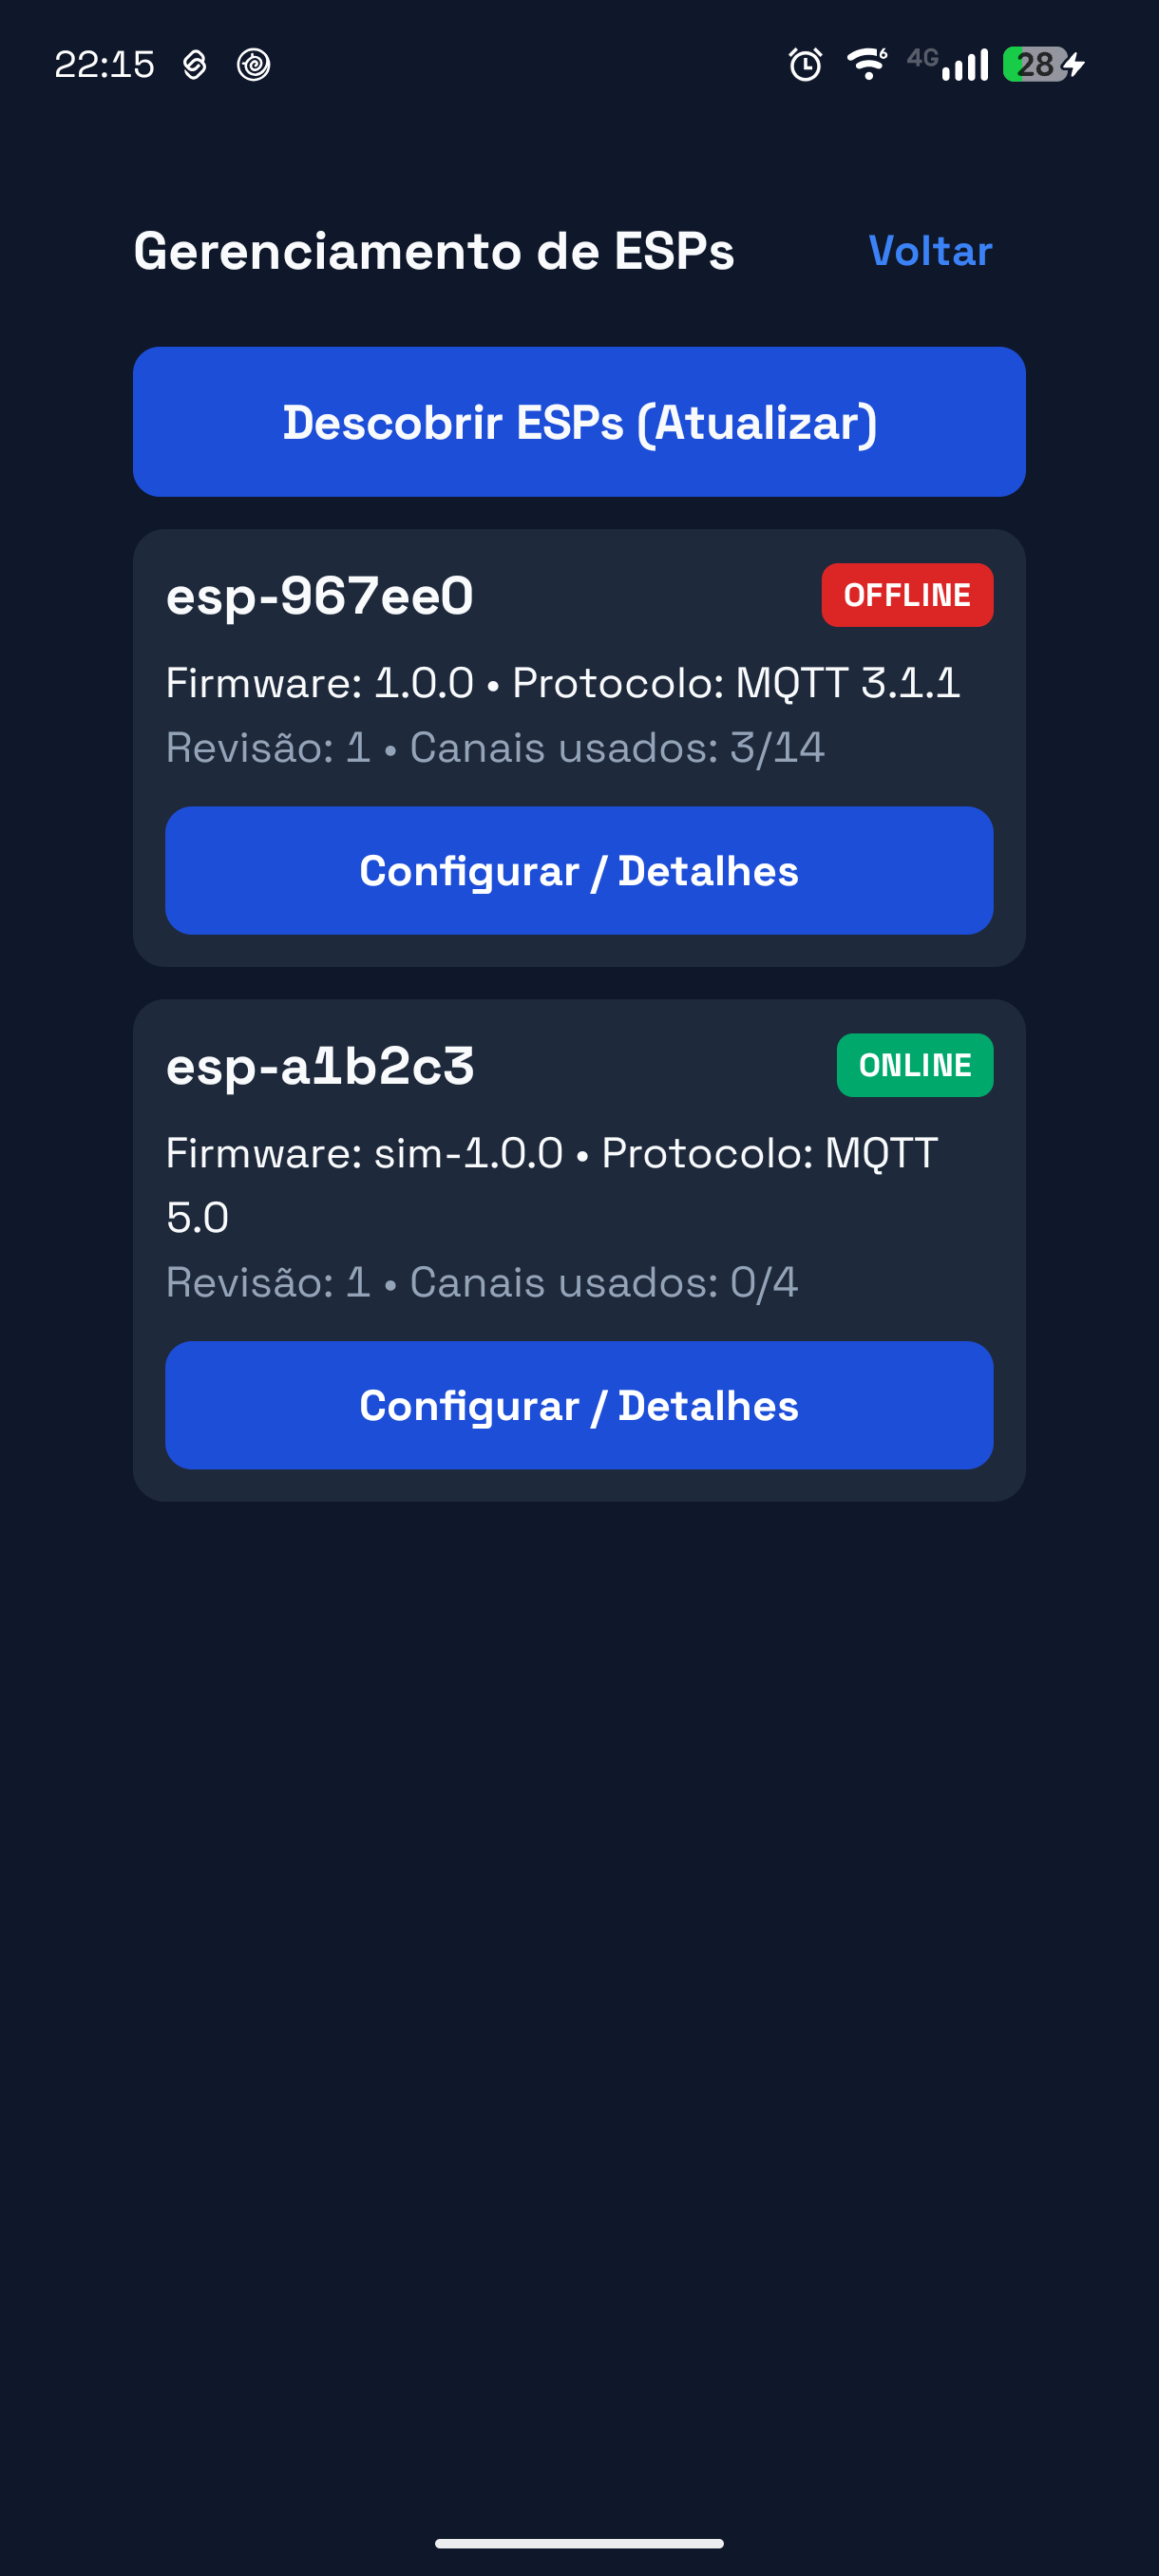 22:15
6
4G
28
Gerenciamento de ESPs
Voltar
Descobrir ESPs (Atualizar)
esp-967ee0
OFFLINE
Firmware: 1.0.0 • Protocolo: MQTT 3.1.1
Revisão: 1 • Canais usados: 3/14
Configurar / Detalhes
esp-a1b2c3
ONLINE
Firmware: sim-1.0.0 • Protocolo: MQTT
5.0
Revisão: 1 • Canais usados: 0/4
Configurar / Detalhes